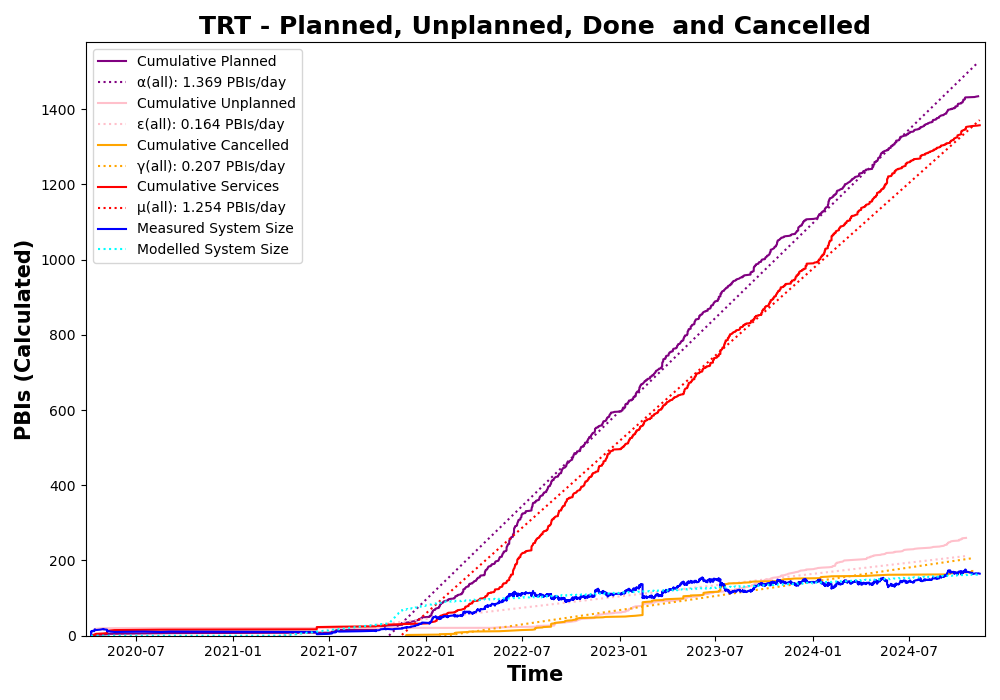 TRT - Planned, Unplanned, Done  and Cancelled
Cumulative Planned
α(all): 1.369 PBIs/day
Cumulative Unplanned
ε(all): 0.164 PBIs/day
Cumulative Cancelled
γ(all): 0.207 PBIs/day
Cumulative Services
μ(all): 1.254 PBIs/day
Measured System Size
Modelled System Size
PBIs (Calculated)
1400
1200
1000
800
600
400
200
0
2020-07
2021-01
2021-07
2022-01
2022-07
2023-01
2023-07
2024-01
2024-07
Time